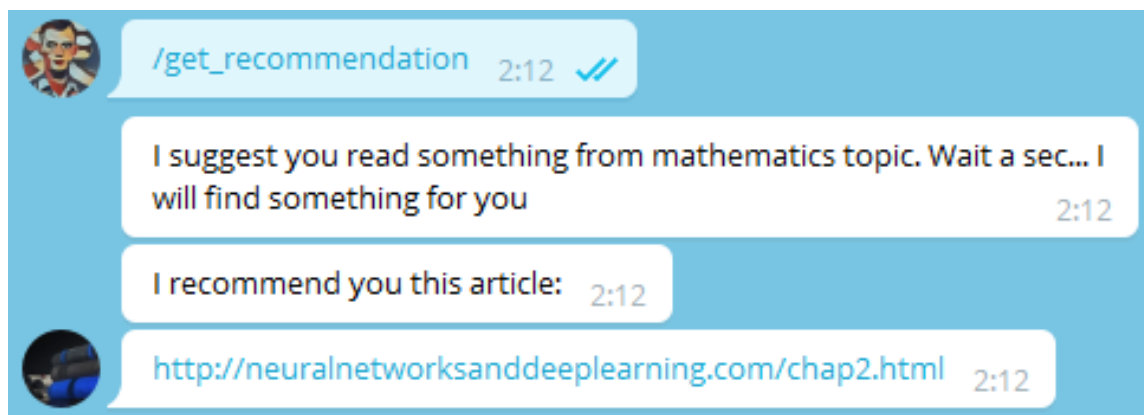 /get_recommendation 2:12
I suggest you read something from mathematics topic. Wait a sec... I
will find something for you 2:12
I recommend you this article: 2:12
http://neuralnetworksanddeeplearning.com/chap2.html 2:12